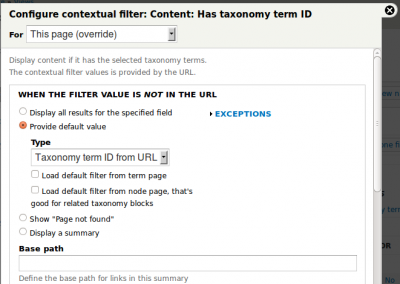 Configure contextual filter: Content: Has taxonomy term ID
For This page (override)
Display content if it has the selected taxonomy terms.
The contextual filter values is provided by the URL.
WHEN THE FILTER VALUE IS NOT IN THE URL
Display all results for the specified field
EXCEPTIONS
Provide default value
Type
Taxonomy term ID from URL
Load default filter from term page
Load default filter from node page, that's
good for related taxonomy blocks
Show "Page not found"
Display a summary
Base path
Define the base path for links in this summary
No